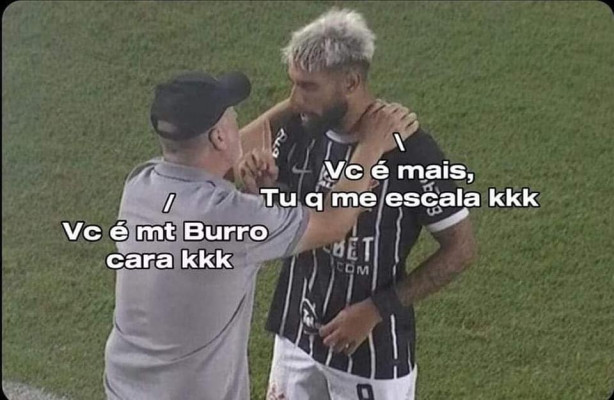 Vc é mais,
Tu q me escala kkk
Vc é mt Burro
cara kkk
BET
.COM